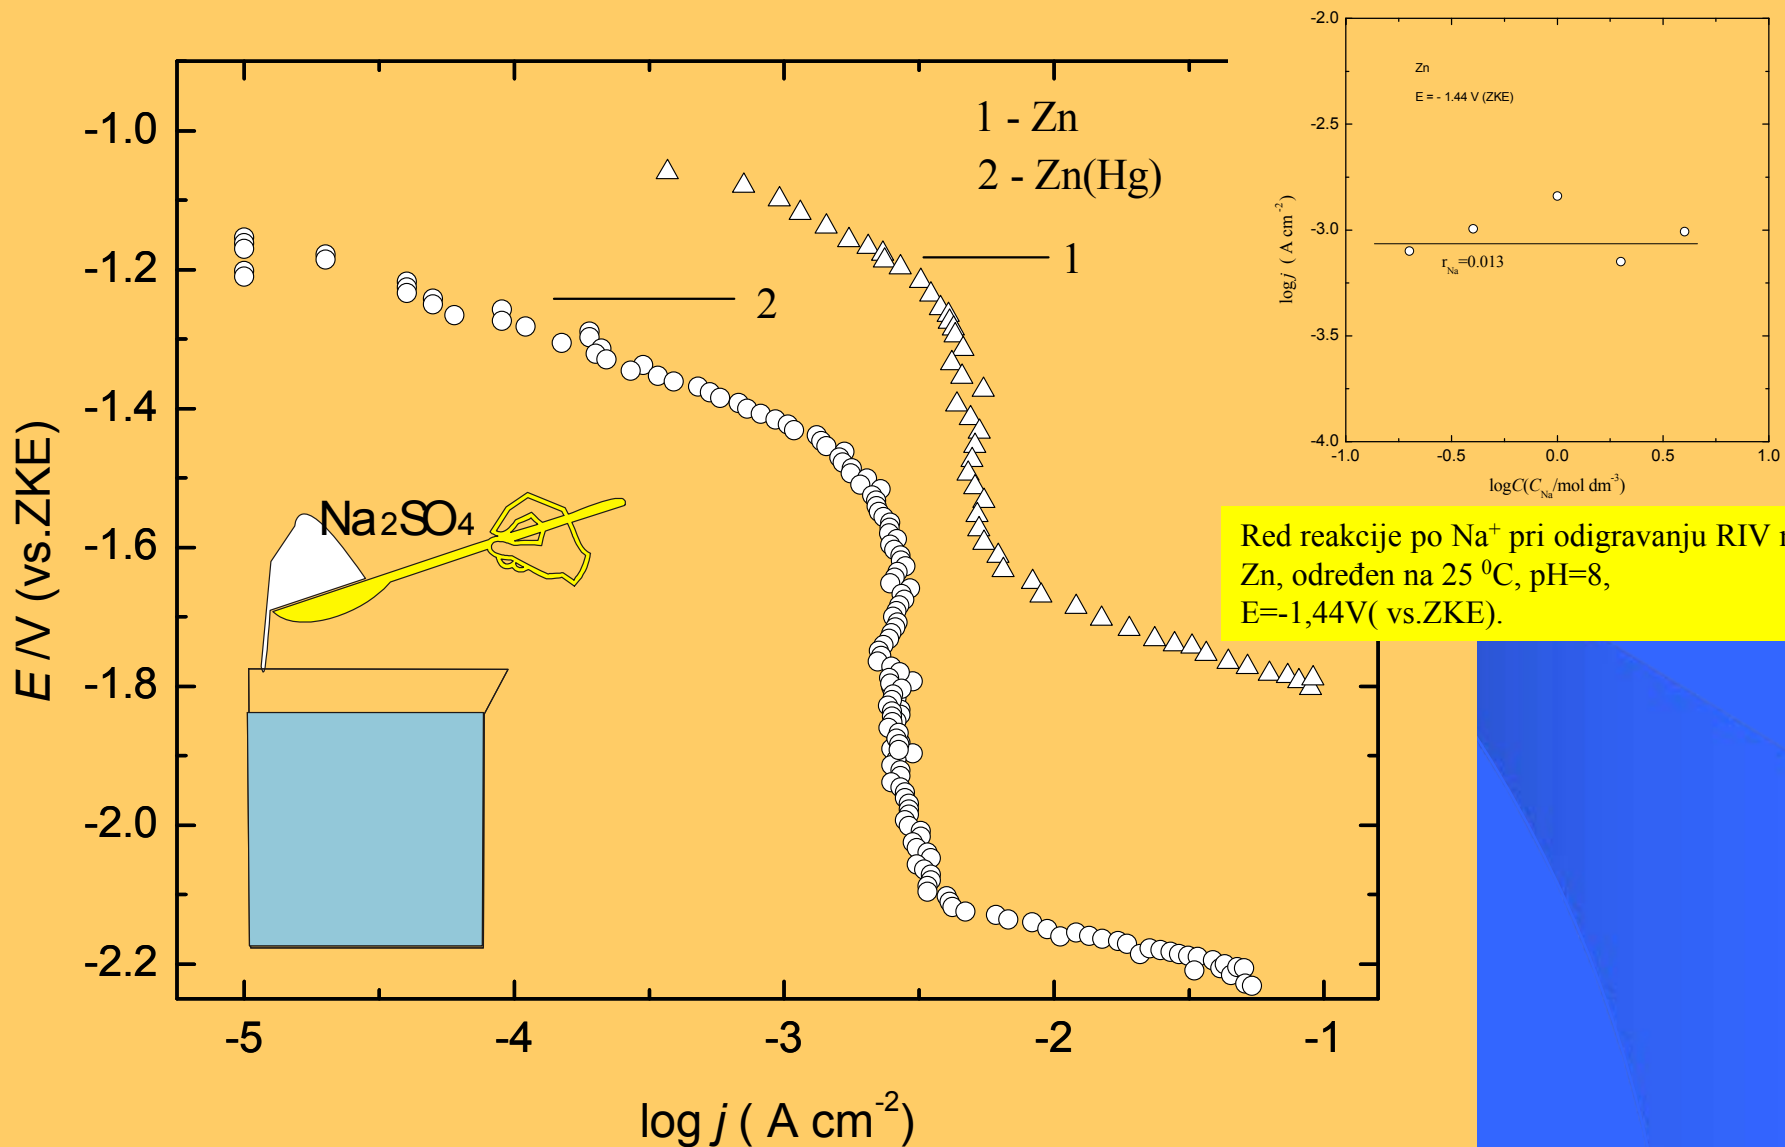 1 - Zn
2 - Zn(Hg)
1
2
Na2SO4
E /V (vs.ZKE)
-1.0
-1.2
-1.4
-1.6
-1.8
-2.0
-2.2
-5
-4
-3
-2
-1
log j ( A cm-2)
Zn
E = - 1.44 V (ZKE)
rNa=0.013
log j ( A cm-2)
-2.0
-2.5
-3.0
-3.5
-4.0
-1.0
-0.5
0.0
0.5
1.0
logC(CNa/mol dm-3)
Red reakcije po Na+ pri odigravanju RIV
Zn, određen na 25 0C, pH=8,
E=-1,44V( vs.ZKE).